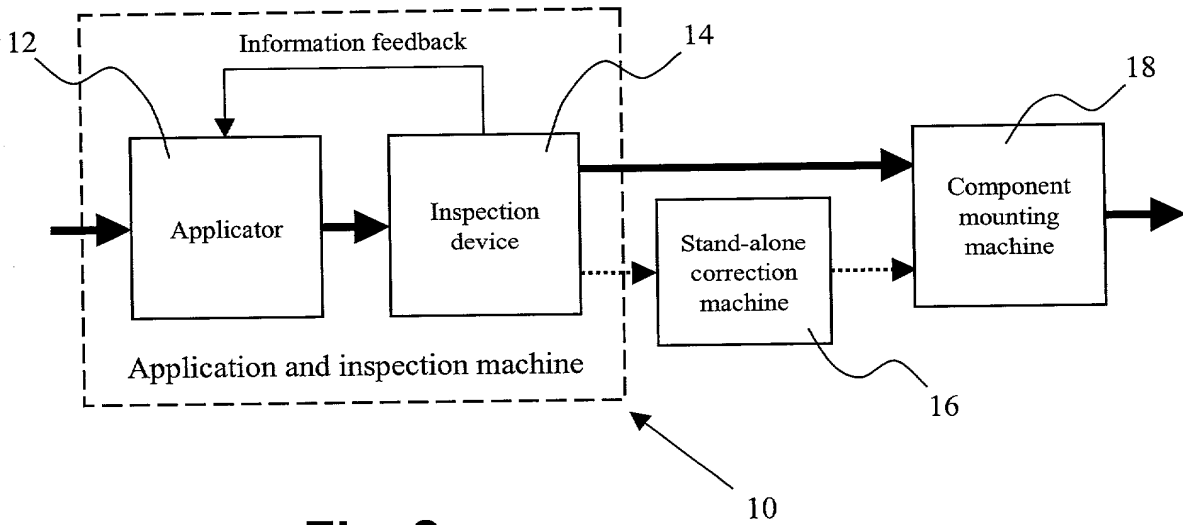 12
Information feedback
14
18
Applicator
Inspection
device
Component
mounting
machine
Stand-alone
correction
machine
Application and inspection machine
16
10